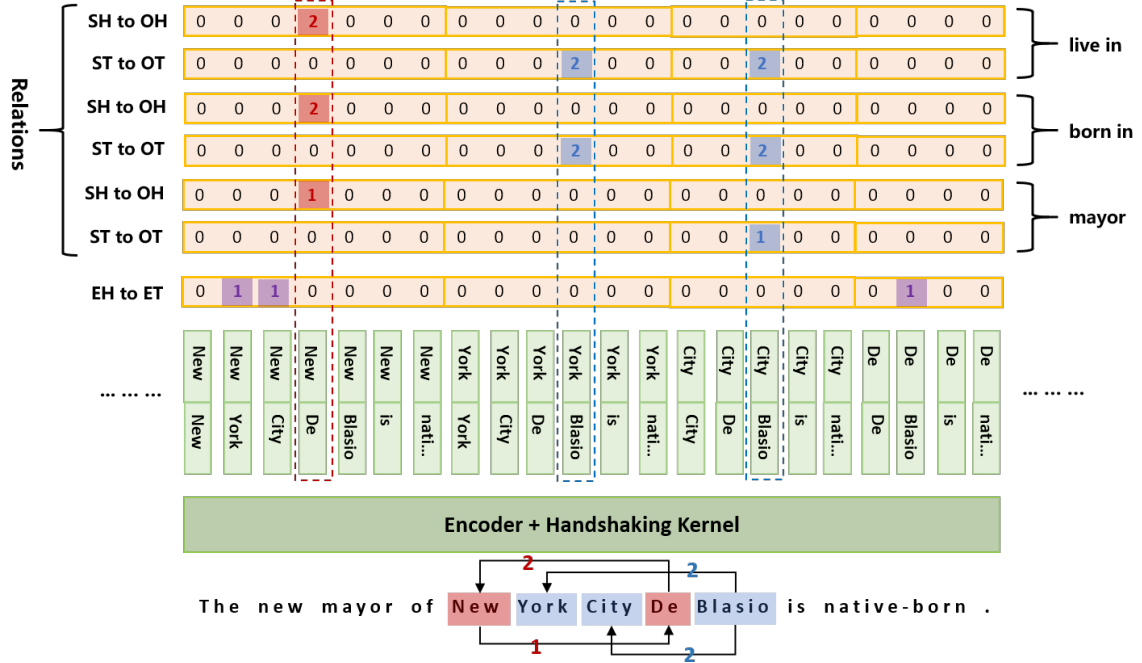 SH to OH 0 0 0 2 0 0 0 0 0 0 0 0 0 0 0 0 0 0 0 0 0 0
ST to OT 0 0 0 0 0 0 0 0 0 0 2 0 0 0 0 2 0 0 0 0 0 0
live in
SH to OH 0 0 0 2 0 0 0 0 0 0 0 0 0 0 0 0 0 0 0 0 0 0
ST to OT 0 0 0 0 0 0 0 0 0 0 2 0 0 0 0 2 0 0 0 0 0 0
born in
SH to OH 0 0 0 1 0 0 0 0 0 0 0 0 0 0 0 0 0 0 0 0 0 0
ST to OT 0 0 0 0 0 0 0 0 0 0 0 0 0 0 0 1 0 0 0 0 0 0
mayor
Relations
EH to ET 0 1 1 0 0 0 0 0 0 0 0 0 0 0 0 0 0 0 0 1 0 0
... ... ...
New New New New New New New York York York York York York City City City City City De De De De
New York City De Blasio is nati... York City De Blasio is nati... City De Blasio is nati... De Blasio is nati...
... ... ...
Encoder + Handshaking Kernel
2 2
The new mayor of New York City De Blasio is native-born .
1 2